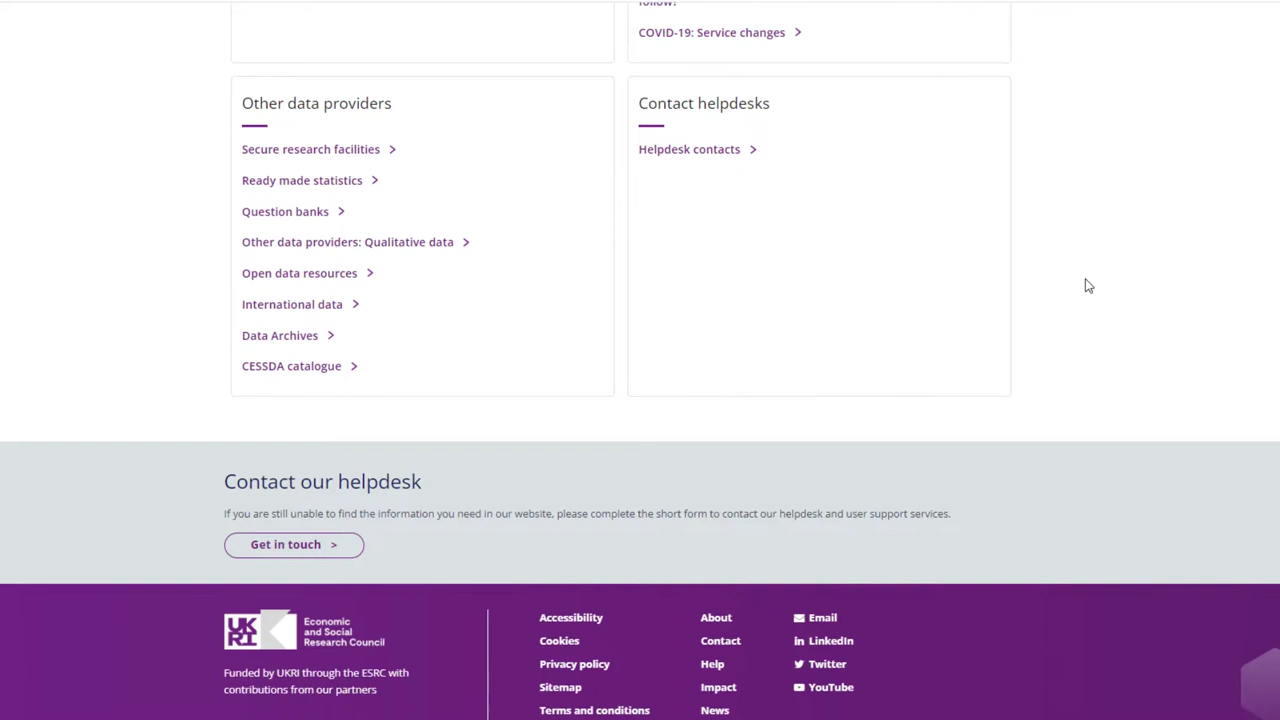 follow?
COVID-19: Service changes >
Other data providers
Contact helpdesks
Secure research facilities >
Helpdesk contacts >
Ready made statistics >
Question banks >
Other data providers: Qualitative data >
Open data resources >
International data >
Data Archives >
CESSDA catalogue >
Contact our helpdesk
If you are still unable to find the information you need in our website, please complete the short form to contact our helpdesk and user support services.
Get in touch >
UK
RI
Economic
and Social
Research Council
Funded by UKRI through the ESRC with
contributions from our partners
Accessibility
Cookies
Privacy policy
Sitemap
Terms and conditions
About
Contact
Help
Impact
News
Email
in LinkedIn
Twitter
YouTube